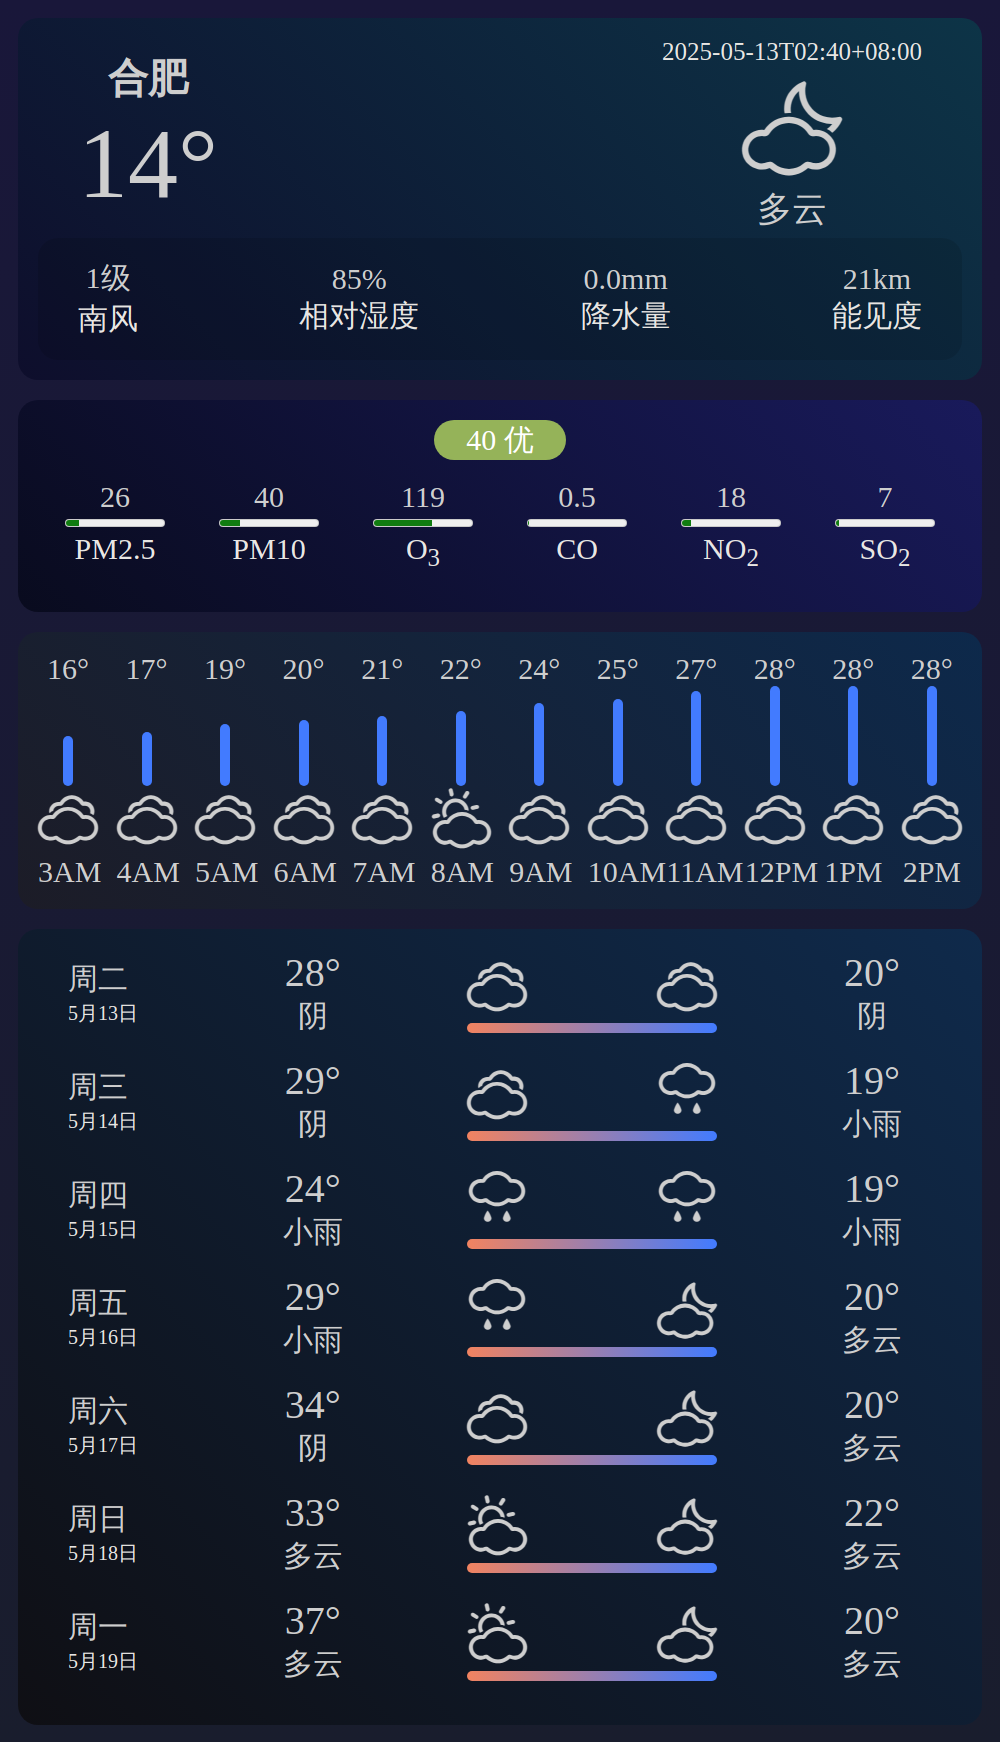 合肥
14°
2025-05-13T02:40+08:00
多云
1级 85% 0.0mm 21km
南风 相对湿度 降水量 能见度
40 优
26 40 119 0.5 18 7
PM2.5 PM10 O3 CO NO2 SO2
16° 17° 19° 20° 21° 22° 24° 25° 27° 28° 28° 28°
3AM 4AM 5AM 6AM 7AM 8AM 9AM 10AM 11AM 12PM 1PM 2PM
周二 28° 20°
5月13日 阴 阴
周三 29° 19°
5月14日 阴 小雨
周四 24° 19°
5月15日 小雨 小雨
周五 29° 20°
5月16日 小雨 多云
周六 34° 20°
5月17日 阴 多云
周日 33° 22°
5月18日 多云 多云
周一 37° 20°
5月19日 多云 多云